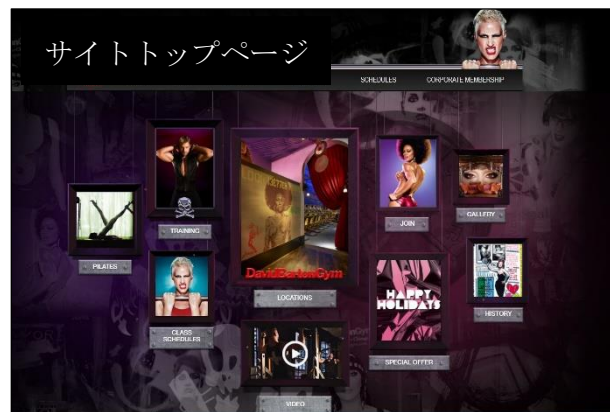 サイトトップページ
SCHEDULES
CORPORATE MEMBERSHIP
TRAINING
JOIN
GALLERY
PILATES
DavidBartonGym
LOCATIONS
HISTORY
CLASS
SCHEDULES
HAPPY
HOLIDAYS
SPECIAL OFFER
VIDEO